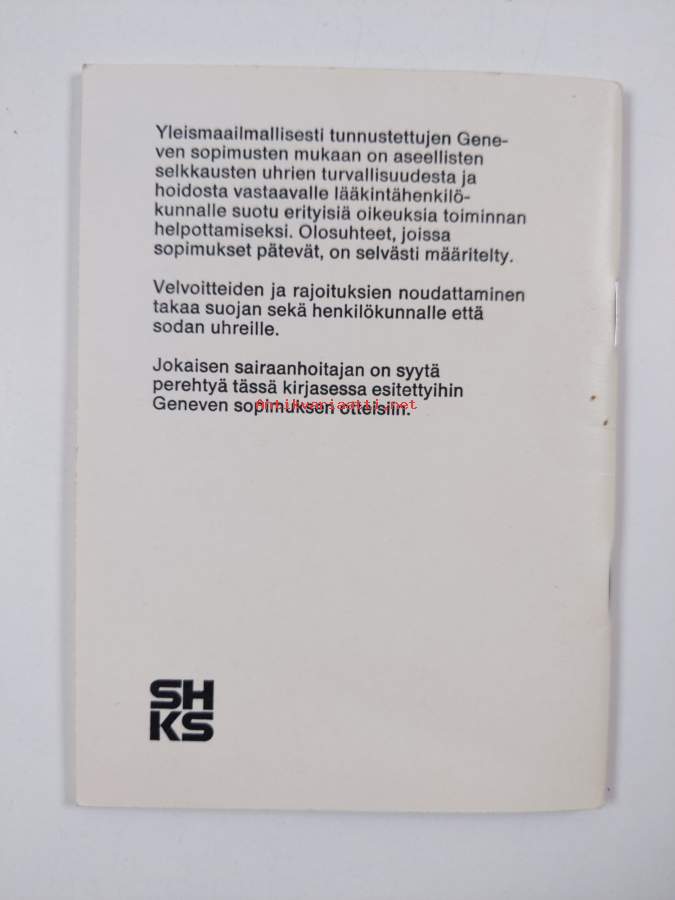 Yleismaailmallisesti tunnustettujen Gene-
ven sopimusten mukaan on aseellisten
selkkausten uhrien turvallisuudesta ja
hoidosta vastaavalle lääkintähenkilö-
kunnalle suotu erityisiä oikeuksia toiminnan
helpottamiseksi. Olosuhteet, joissa
sopimukset pätevät, on selvästi määritelty.
Velvoitteiden ja rajoituksien noudattaminen
takaa suojan sekä henkilökunnalle että
sodan uhreille.
Jokaisen sairaanhoitajan on syytä
perehtyä tässä kirjasessa esitettyihin
Geneven sopimuksen otteisiin.
Antikvariaatti.net
SH
KS